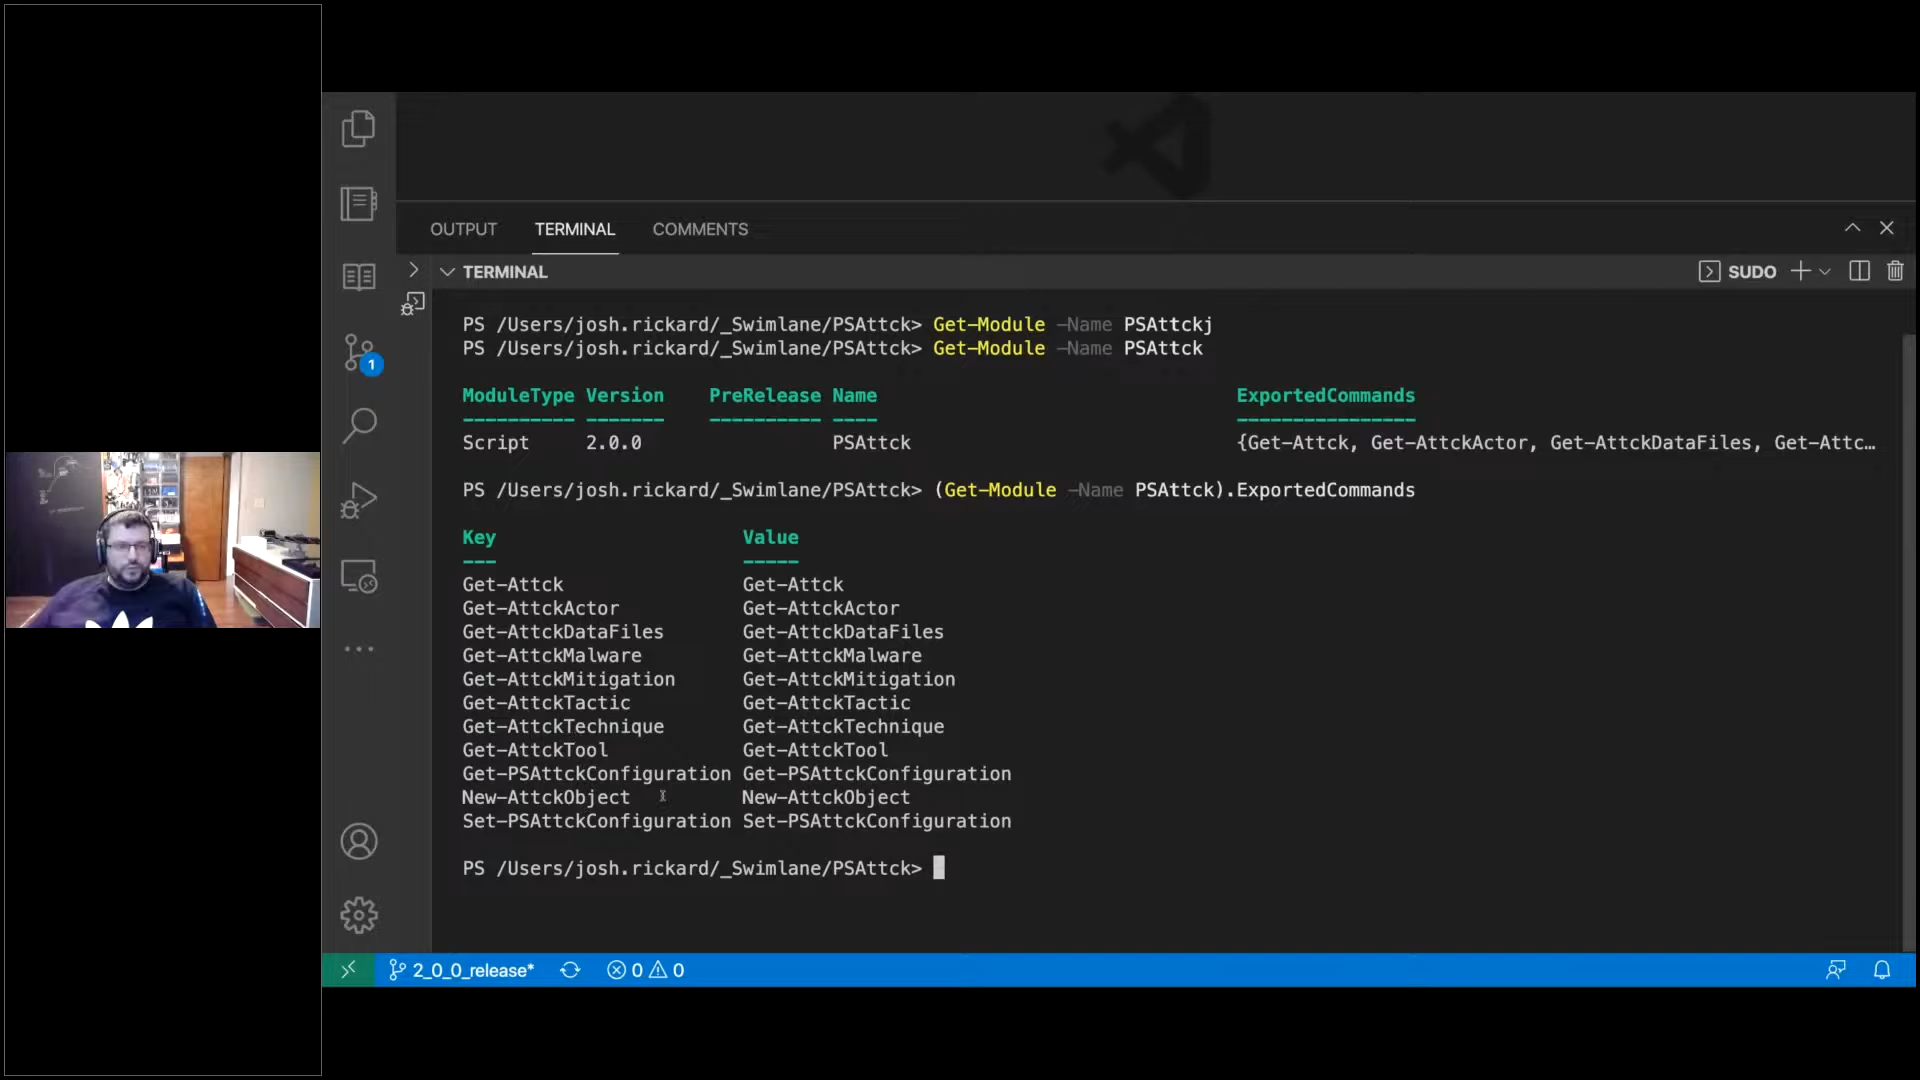 OUTPUT TERMINAL COMMENTS
TERMINAL
SUDO
PS /Users/josh.rickard/_Swimlane/PSAttck> Get-Module -Name PSAttckj
PS /Users/josh.rickard/_Swimlane/PSAttck> Get-Module -Name PSAttck
ModuleType Version PreRelease Name ExportedCommands
---------- ------- ---------- ---- ----------------
Script 2.0.0 PSAttck {Get-Attck, Get-AttckActor, Get-AttckDataFiles, Get-Attc…
PS /Users/josh.rickard/_Swimlane/PSAttck> (Get-Module -Name PSAttck).ExportedCommands
Key Value
--- -----
Get-Attck Get-Attck
Get-AttckActor Get-AttckActor
Get-AttckDataFiles Get-AttckDataFiles
Get-AttckMalware Get-AttckMalware
Get-AttckMitigation Get-AttckMitigation
Get-AttckTactic Get-AttckTactic
Get-AttckTechnique Get-AttckTechnique
Get-AttckTool Get-AttckTool
Get-PSAttckConfiguration Get-PSAttckConfiguration
New-AttckObject New-AttckObject
Set-PSAttckConfiguration Set-PSAttckConfiguration
PS /Users/josh.rickard/_Swimlane/PSAttck>
1
2_0_0_release* 0 0